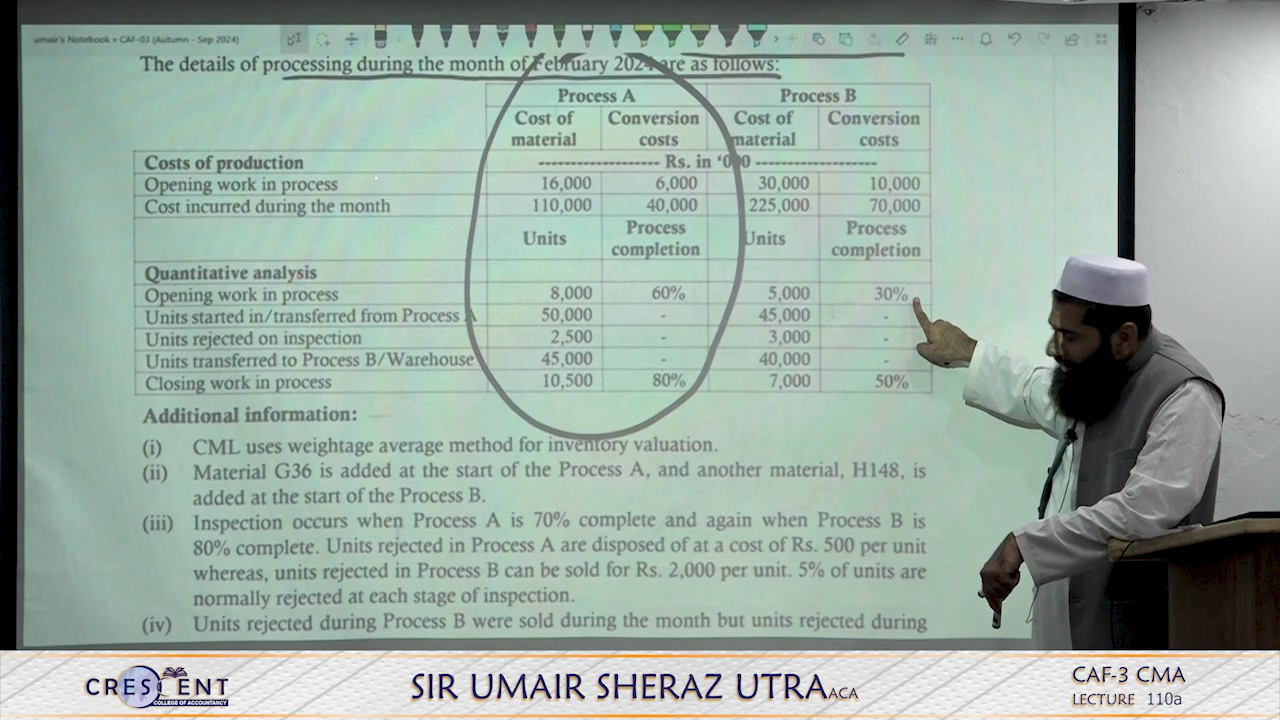 umair's Notebook » CAF-03 (Autumn - Sep 2024)
The details of processing during the month of February 2024 are as follows:
Process A Process B
Cost of material Conversion costs Cost of material Conversion costs
Costs of production ------------------- Rs. in '000 -------------------
Opening work in process 16,000 6,000 30,000 10,000
Cost incurred during the month 110,000 40,000 225,000 70,000
Units Process completion Units Process completion
Quantitative analysis
Opening work in process 8,000 60% 5,000 30%
Units started in/transferred from Process A 50,000 - 45,000 -
Units rejected on inspection 2,500 - 3,000 -
Units transferred to Process B/Warehouse 45,000 - 40,000 -
Closing work in process 10,500 80% 7,000 50%
Additional information:
(i) CML uses weightage average method for inventory valuation.
(ii) Material G36 is added at the start of the Process A, and another material, H148, is
added at the start of the Process B.
(iii) Inspection occurs when Process A is 70% complete and again when Process B is
80% complete. Units rejected in Process A are disposed of at a cost of Rs. 500 per unit
whereas, units rejected in Process B can be sold for Rs. 2,000 per unit. 5% of units are
normally rejected at each stage of inspection.
(iv) Units rejected during Process B were sold during the month but units rejected during
CRESCENT
COLLEGE OF ACCOUNTANCY
SIR UMAIR SHERAZ UTRA ACA
CAF-3 CMA
LECTURE 110a